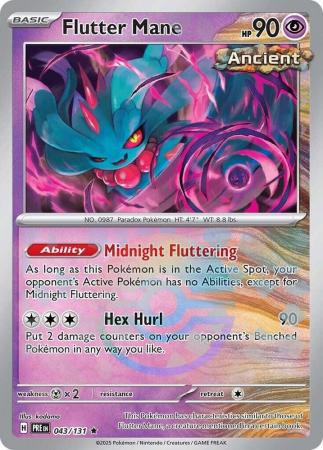 BASIC Flutter Mane HP 90
Ancient
NO. 0987 Paradox Pokémon HT: 4'7" WT: 8.8 lbs.
Ability Midnight Fluttering
As long as this Pokémon is in the Active Spot, your
opponent's Active Pokémon has no Abilities, except for
Midnight Fluttering.
Hex Hurl 90
Put 2 damage counters on your opponent's Benched
Pokémon in any way you like.
weakness ×2 resistance retreat
Illus. kodama
H PRE EN 043/131 ★
This Pokémon has characteristics similar to those of
Flutter Mane, a creature mentioned in a certain book.
©2025 Pokémon / Nintendo / Creatures / GAME FREAK